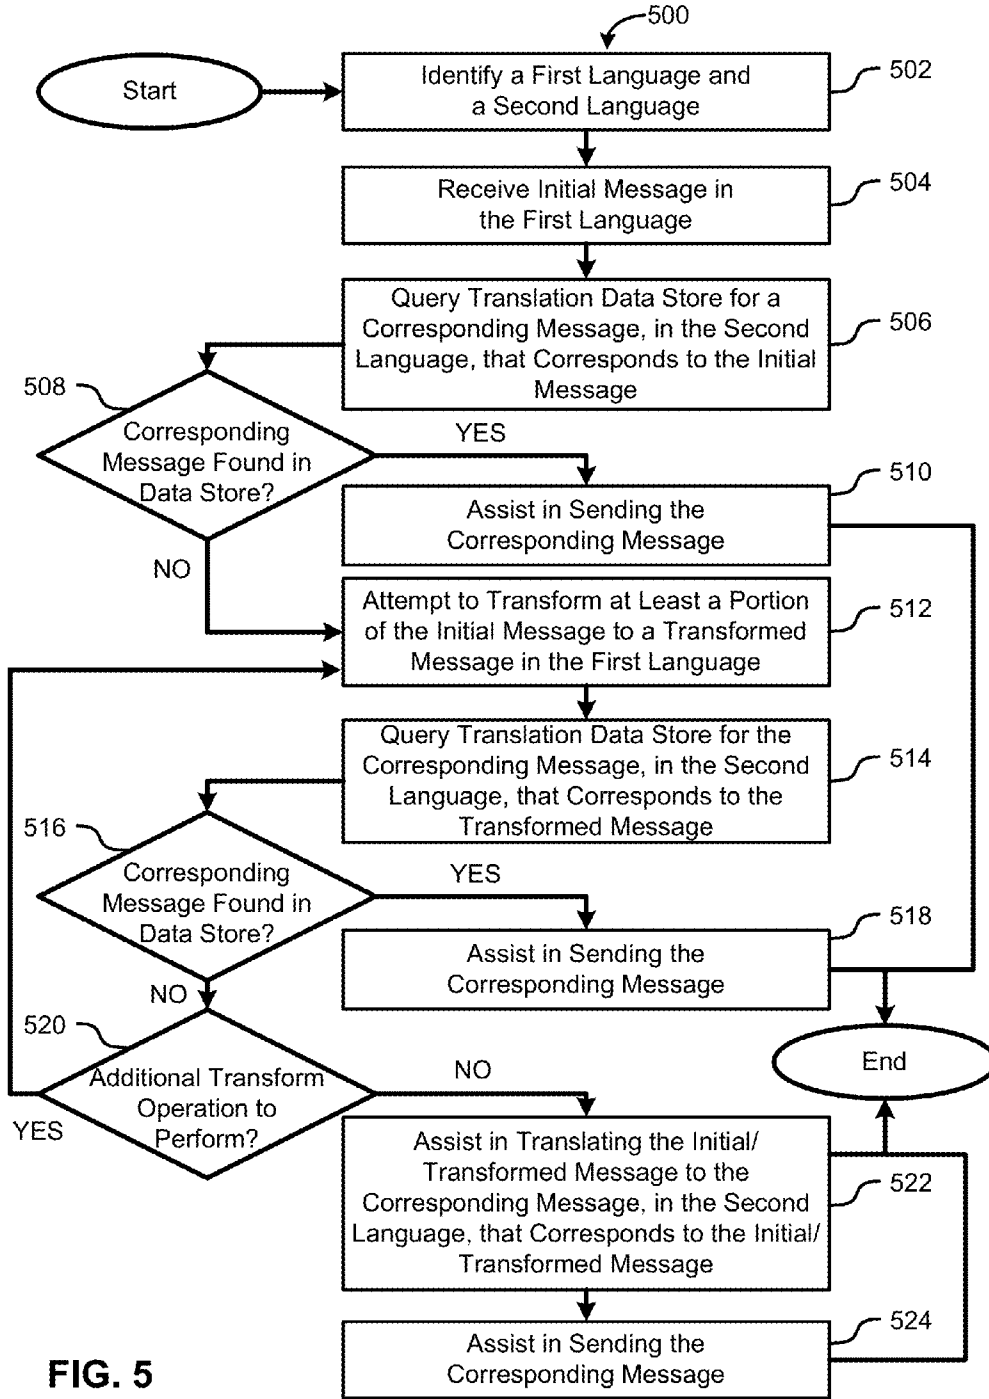 500
Start
Identify a First Language and
a Second Language
502
Receive Initial Message in
the First Language
504
Query Translation Data Store for a
Corresponding Message, in the Second
Language, that Corresponds to the Initial
Message
506
508
Corresponding
Message Found in
Data Store?
YES
NO
510
Assist in Sending the
Corresponding Message
Attempt to Transform at Least a Portion
of the Initial Message to a Transformed
Message in the First Language
512
Query Translation Data Store for the
Corresponding Message, in the Second
Language, that Corresponds to the
Transformed Message
514
516
Corresponding
Message Found in
Data Store?
YES
NO
518
Assist in Sending the
Corresponding Message
520
Additional Transform
Operation to
Perform?
NO
YES
End
Assist in Translating the Initial/
Transformed Message to the
Corresponding Message, in the Second
Language, that Corresponds to the Initial/
Transformed Message
522
Assist in Sending the
Corresponding Message
524
FIG. 5